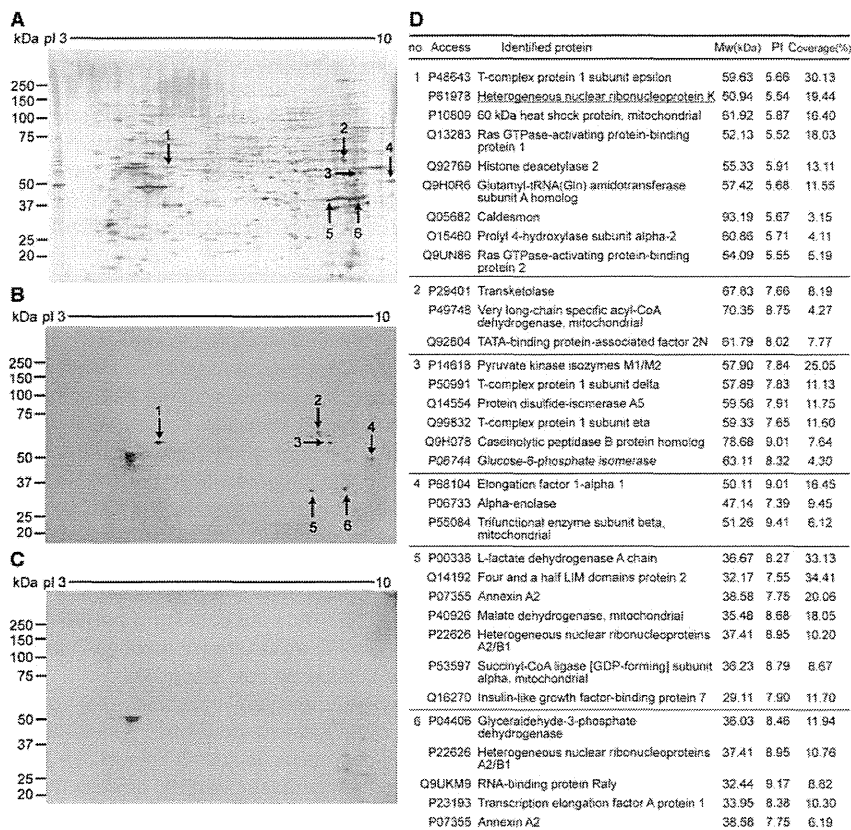 A
kDa pI 3 10
250
150
100
75
50
37
25
20
1
2
3
4
5
6
B
kDa pI 3 10
250
150
100
75
50
37
25
20
1
2
3
4
5
6
C
kDa pI 3 10
250
150
100
75
50
37
25
20
D
no Access Identified protein Mw(kDa) PI Coverage(%)
1 P48643 T-complex protein 1 subunit epsilon 59.63 5.66 30.13
P61978 Heterogeneous nuclear ribonucleoprotein K 50.94 5.54 19.44
P10809 60 kDa heat shock protein, mitochondrial 61.92 5.87 16.40
Q13283 Ras GTPase-activating protein-binding 52.13 5.52 18.03
protein 1
Q92769 Histone deacetylase 2 55.33 5.91 13.11
Q9H0R6 Glutamyl-tRNA(Gln) amidotransferase 57.42 5.68 11.55
subunit A homolog
Q05682 Caldesmon 93.19 5.67 3.15
O15460 Prolyl 4-hydroxylase subunit alpha-2 60.86 5.71 4.11
Q9UN86 Ras GTPase-activating protein-binding 54.09 5.55 5.19
protein 2
2 P29401 Transketolase 67.83 7.66 8.19
P49748 Very long-chain specific acyl-CoA 70.35 8.75 4.27
dehydrogenase, mitochondrial
Q92804 TATA-binding protein-associated factor 2N 61.79 8.02 7.77
3 P14618 Pyruvate kinase isozymes M1/M2 57.90 7.84 25.05
P50991 T-complex protein 1 subunit delta 57.89 7.83 11.13
Q14554 Protein disulfide-isomerase A5 59.56 7.91 11.75
Q99832 T-complex protein 1 subunit eta 59.33 7.65 11.60
Q9H078 Caseinolytic peptidase B protein homolog 78.68 9.01 7.64
P06744 Glucose-6-phosphate isomerase 63.11 8.32 4.30
4 P68104 Elongation factor 1-alpha 1 50.11 9.01 16.45
P06733 Alpha-enolase 47.14 7.39 9.45
P55084 Trifunctional enzyme subunit beta, 51.26 9.41 6.12
mitochondrial
5 P00338 L-lactate dehydrogenase A chain 36.67 8.27 33.13
Q14192 Four and a half LIM domains protein 2 32.17 7.55 34.41
P07355 Annexin A2 38.58 7.75 20.06
P40926 Malate dehydrogenase, mitochondrial 35.48 8.68 18.05
P22626 Heterogeneous nuclear ribonucleoproteins 37.41 8.95 10.20
A2/B1
P53597 Succinyl-CoA ligase [GDP-forming] subunit 36.23 8.79 8.67
alpha, mitochondrial
Q16270 Insulin-like growth factor-binding protein 7 29.11 7.90 11.70
6 P04406 Glyceraldehyde-3-phosphate 36.03 8.46 11.94
dehydrogenase
P22626 Heterogeneous nuclear ribonucleoproteins 37.41 8.95 10.76
A2/B1
Q9UKM9 RNA-binding protein Raly 32.44 9.17 8.82
P23193 Transcription elongation factor A protein 1 33.95 8.38 10.30
P07355 Annexin A2 38.58 7.75 6.19